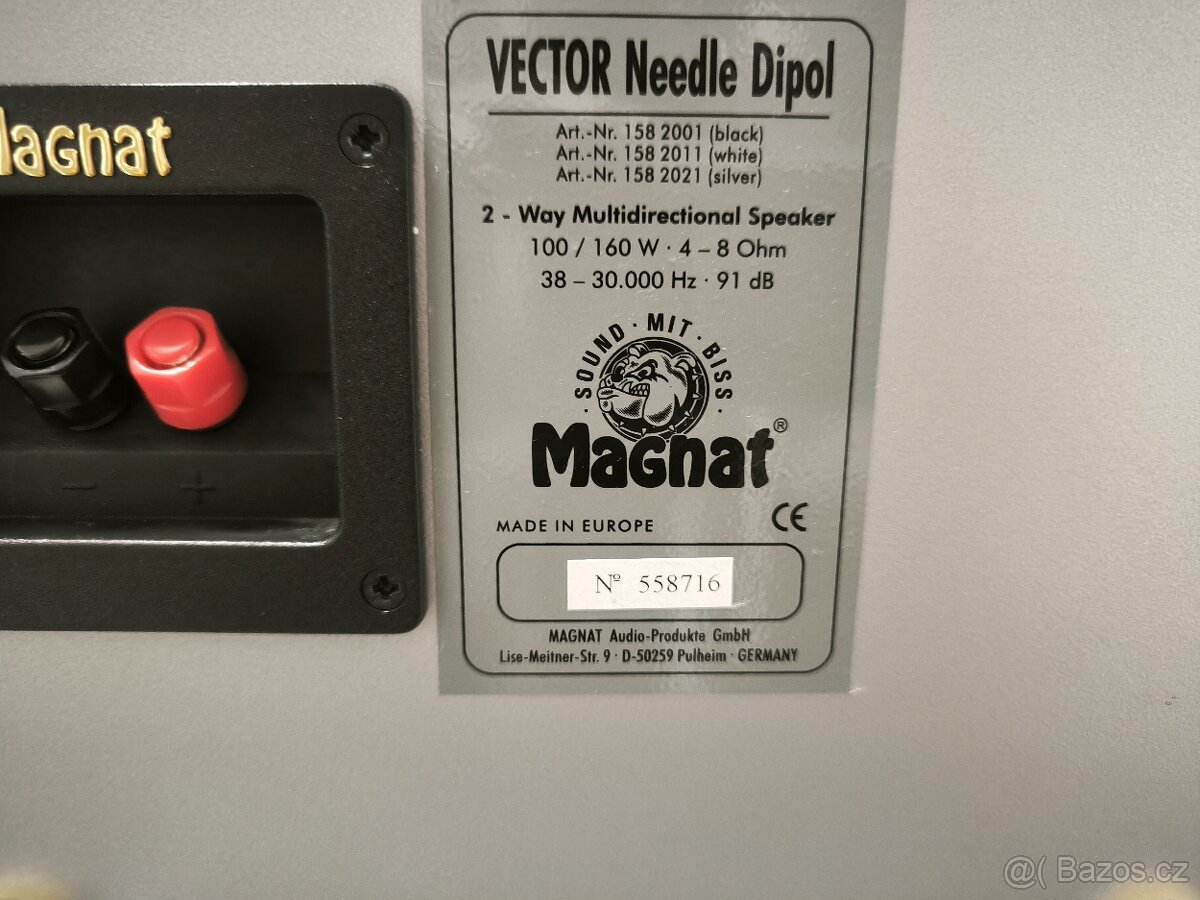 Magnat
− +
VECTOR Needle Dipol
Art.-Nr. 158 2001 (black)
Art.-Nr. 158 2011 (white)
Art.-Nr. 158 2021 (silver)
2 - Way Multidirectional Speaker
100 / 160 W · 4 – 8 Ohm
38 – 30.000 Hz · 91 dB
· SOUND · MIT · BISS ·
Magnat®
MADE IN EUROPE CE
Nº 558716
MAGNAT Audio-Produkte GmbH
Lise-Meitner-Str. 9 · D-50259 Pulheim · GERMANY
@( Bazos.cz